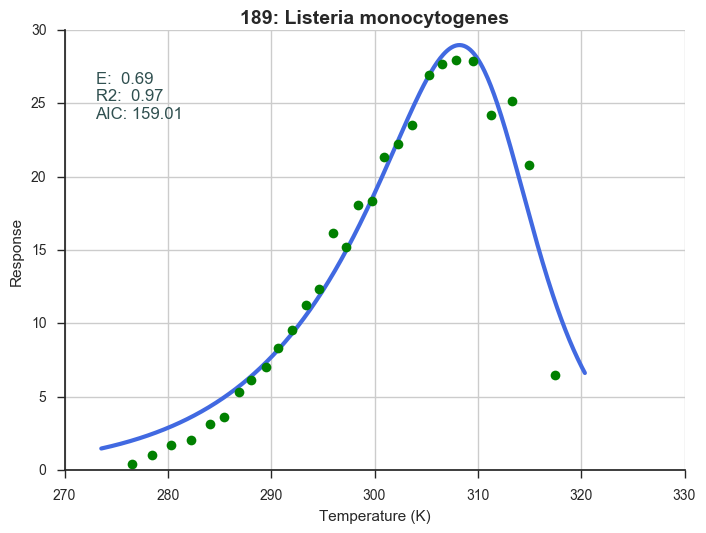 189: Listeria monocytogenes
E:  0.69
R2:  0.97
AIC: 159.01
Response
30
25
20
15
10
5
0
270 280 290 300 310 320 330
Temperature (K)